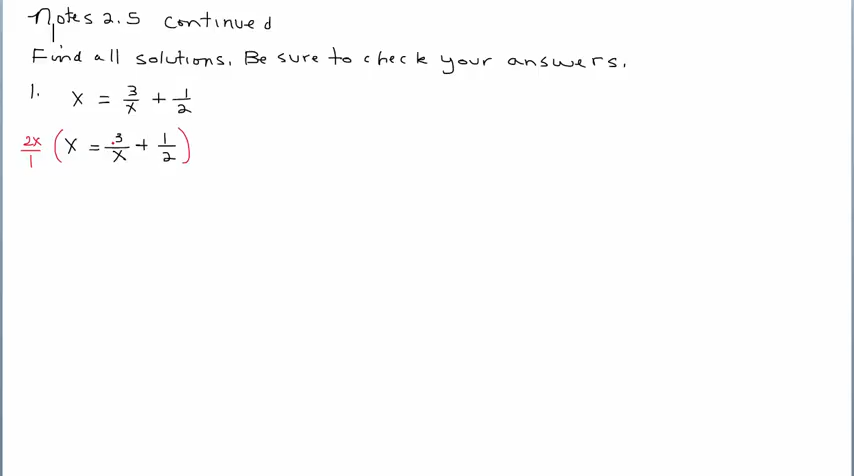 Notes 2.5 continued
Find all solutions. Be sure to check your answers.
1. x = 3/x + 1/2
2x/1 ( x = 3/x + 1/2 )